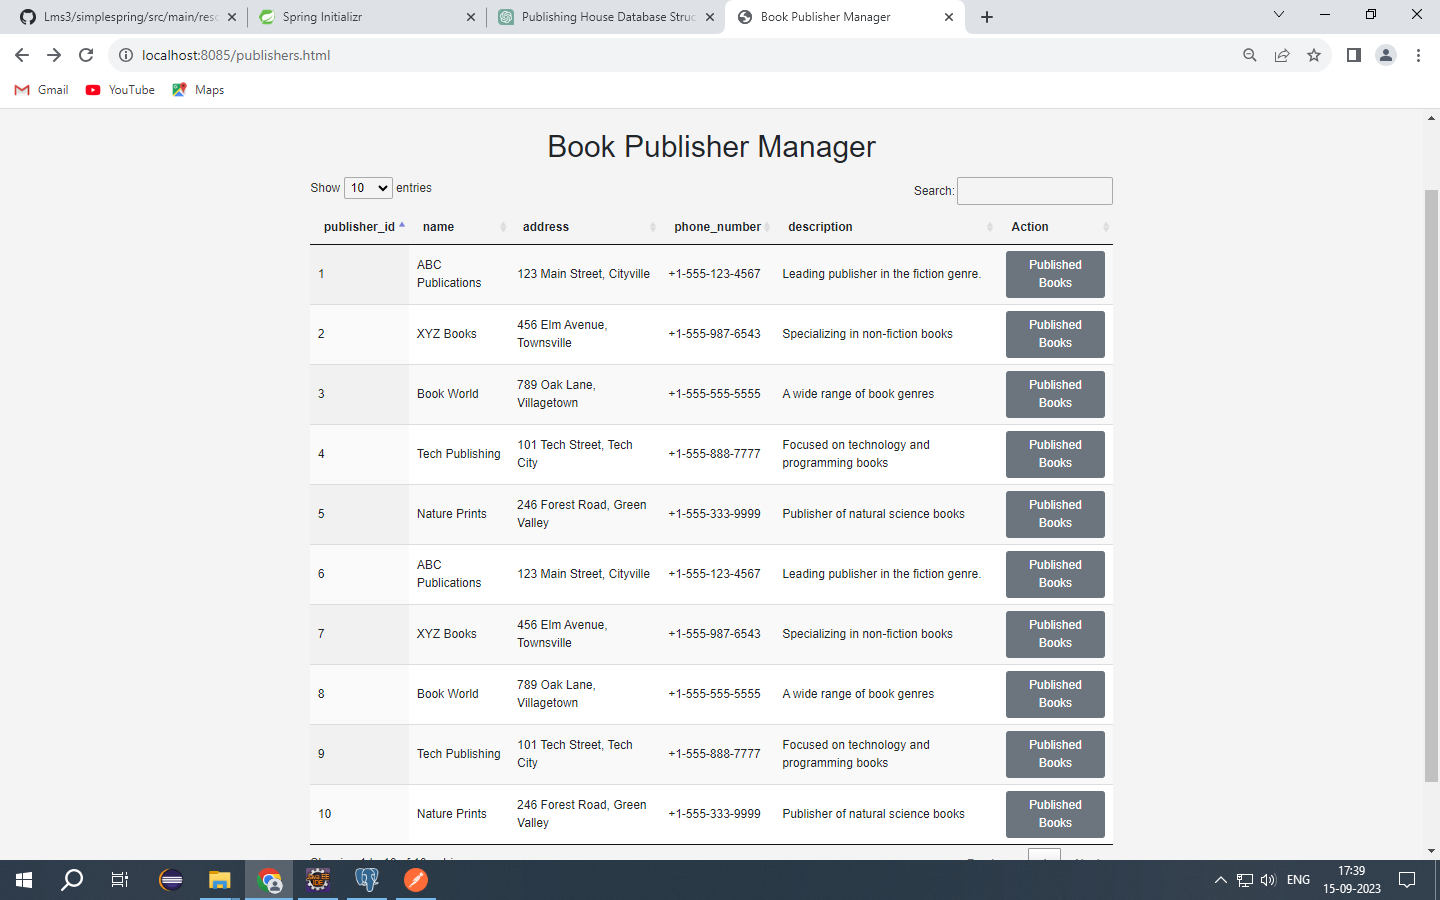 Lms3/simplespring/src/main/reso
Spring Initializr
Publishing House Database Struc
Book Publisher Manager
localhost:8085/publishers.html
Gmail
YouTube
Maps
Book Publisher Manager
Show 10 entries
Search:
publisher_id name address phone_number description Action
1 ABC Publications 123 Main Street, Cityville +1-555-123-4567 Leading publisher in the fiction genre. Published Books
2 XYZ Books 456 Elm Avenue, Townsville +1-555-987-6543 Specializing in non-fiction books Published Books
3 Book World 789 Oak Lane, Villagetown +1-555-555-5555 A wide range of book genres Published Books
4 Tech Publishing 101 Tech Street, Tech City +1-555-888-7777 Focused on technology and programming books Published Books
5 Nature Prints 246 Forest Road, Green Valley +1-555-333-9999 Publisher of natural science books Published Books
6 ABC Publications 123 Main Street, Cityville +1-555-123-4567 Leading publisher in the fiction genre. Published Books
7 XYZ Books 456 Elm Avenue, Townsville +1-555-987-6543 Specializing in non-fiction books Published Books
8 Book World 789 Oak Lane, Villagetown +1-555-555-5555 A wide range of book genres Published Books
9 Tech Publishing 101 Tech Street, Tech City +1-555-888-7777 Focused on technology and programming books Published Books
10 Nature Prints 246 Forest Road, Green Valley +1-555-333-9999 Publisher of natural science books Published Books
Java EE
IDE
ENG
17:39
15-09-2023